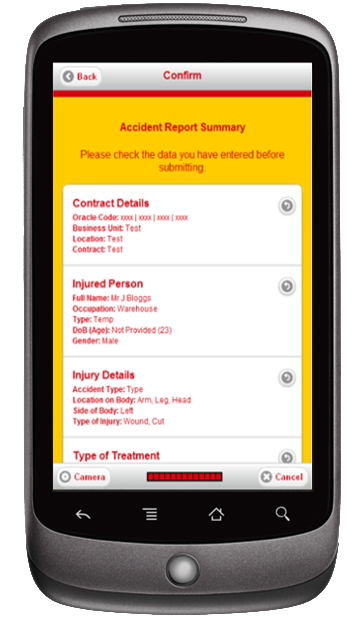 Back
Confirm
Accident Report Summary
Please check the data you have entered before
submitting.
Contract Details
Oracle Code: xxxx | xxxx | xxxx | xxxx
Business Unit: Test
Location: Test
Contract: Test
Injured Person
Full Name: Mr J Bloggs
Occupation: Warehouse
Type: Temp
DoB (Age): Not Provided (23)
Gender: Male
Injury Details
Accident Type: Type
Location on Body: Arm, Leg, Head
Side of Body: Left
Type of Injury: Wound, Cut
Type of Treatment
Camera
Cancel